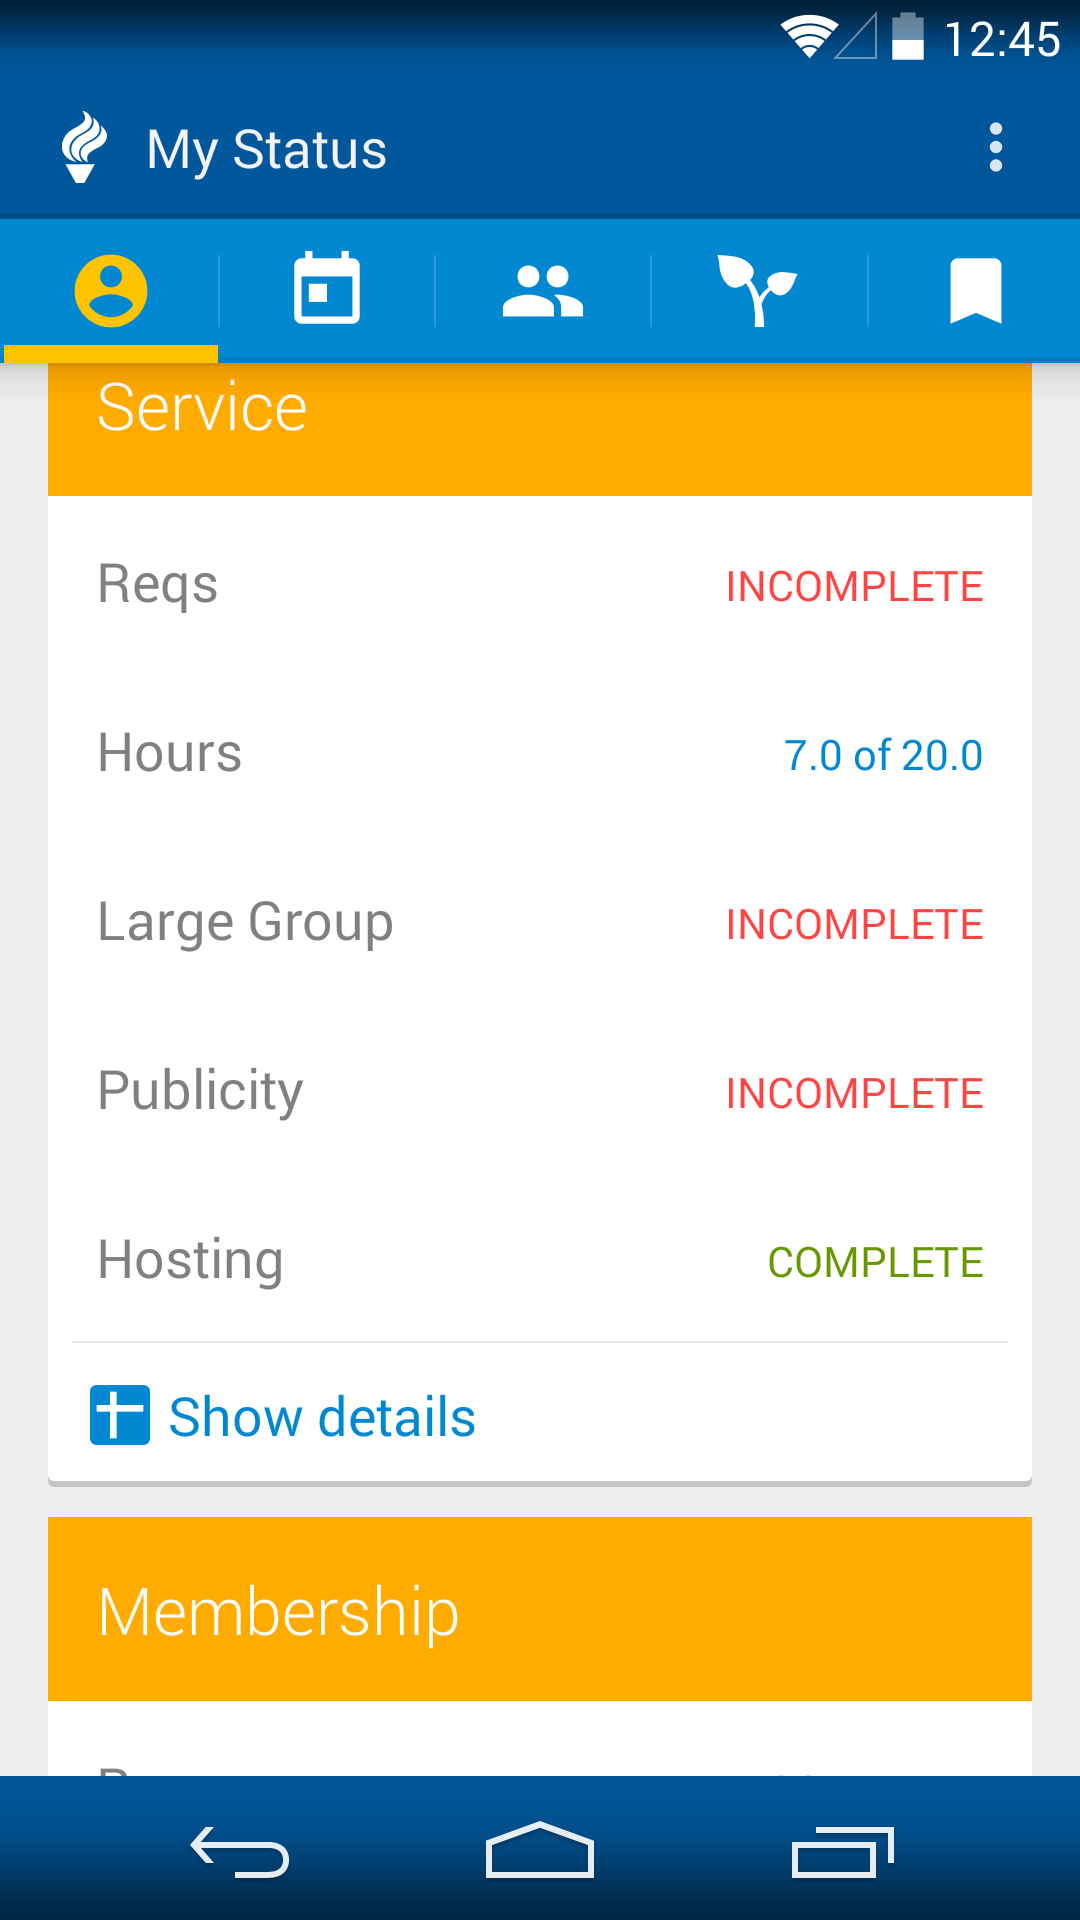 12:45
My Status
Service
Reqs INCOMPLETE
Hours 7.0 of 20.0
Large Group INCOMPLETE
Publicity INCOMPLETE
Hosting COMPLETE
Show details
Membership